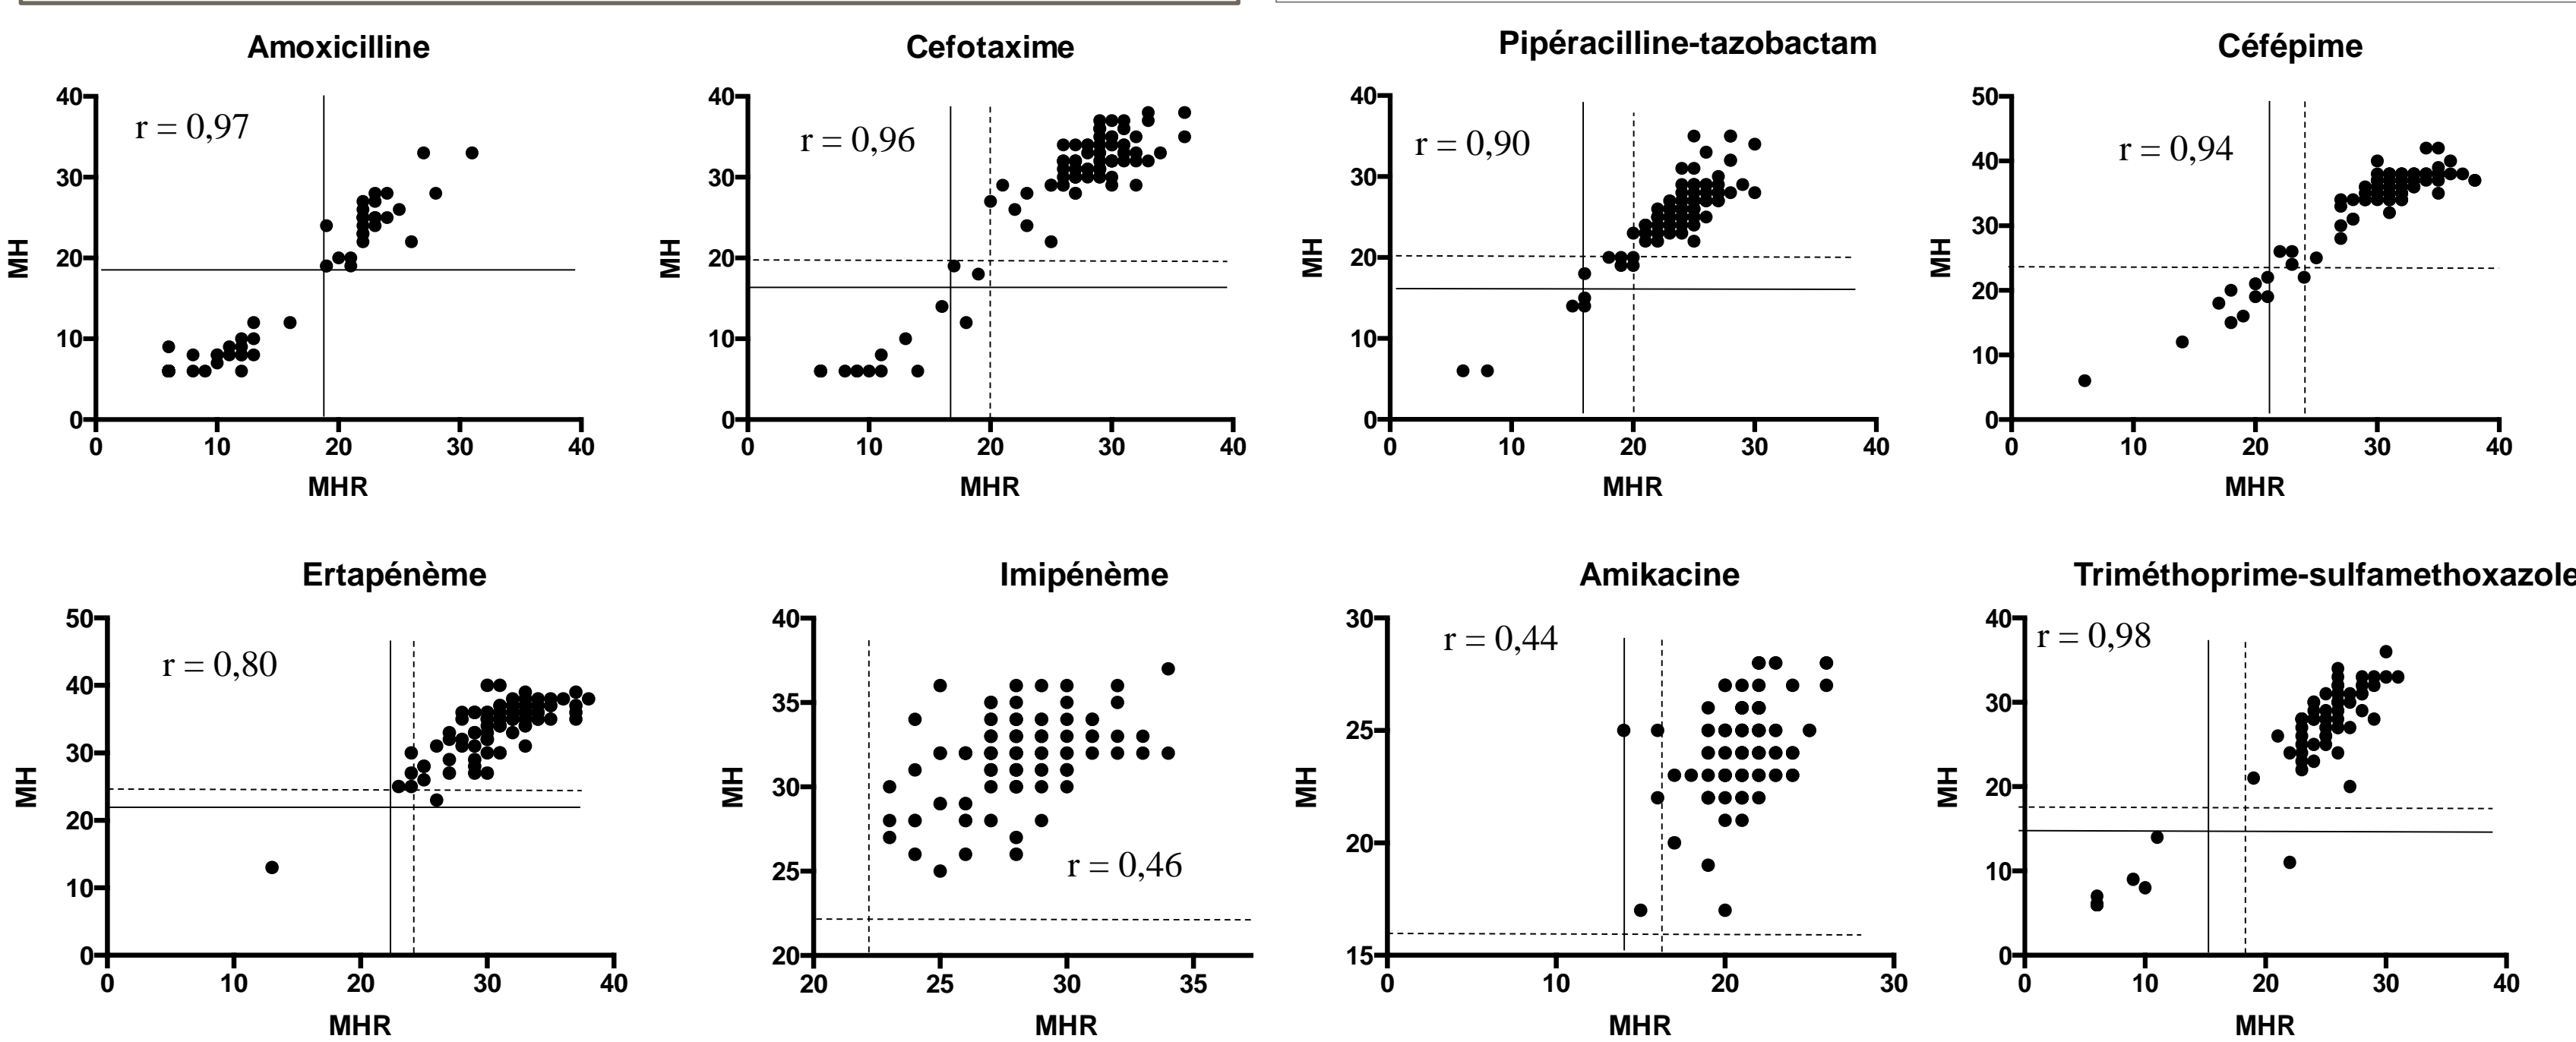 Amoxicilline
r = 0,97
MH
40
30
20
10
0
0 10 20 30 40
MHR
Cefotaxime
r = 0,96
MH
40
30
20
10
0
0 10 20 30 40
MHR
Pipéracilline-tazobactam
r = 0,90
MH
40
30
20
10
0
0 10 20 30 40
MHR
Céfépime
r = 0,94
MH
50
40
30
20
10
0
0 10 20 30 40
MHR
Ertapénème
r = 0,80
MH
50
40
30
20
10
0
0 10 20 30 40
MHR
Imipénème
r = 0,46
MH
40
35
30
25
20
20 25 30 35
MHR
Amikacine
r = 0,44
MH
30
25
20
15
0 10 20 30
MHR
Triméthoprime-sulfamethoxazole
r = 0,98
MH
40
30
20
10
0
0 10 20 30 40
MHR